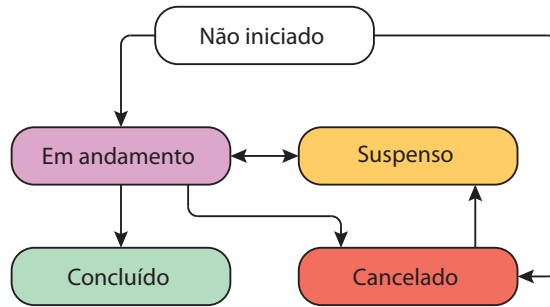 Não iniciado
Em andamento
Suspenso
Concluído
Cancelado